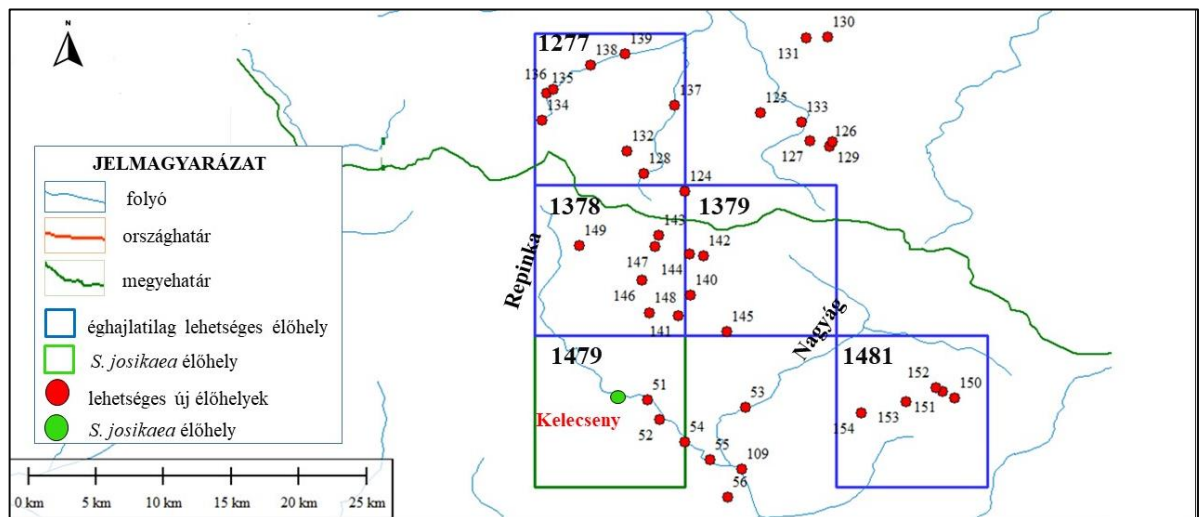 N
130
131
1277
139
138
136
135
137
134
125
133
126
127
129
132
128
124
JELMAGYARÁZAT
folyó
országhatár
megyehatár
éghajlatilag lehetséges élőhely
S. josikaea élőhely
lehetséges új élőhelyek
S. josikaea élőhely
1378
1379
143
149
142
147
144
Repinka
140
146
148
141
145
Nagyág
1479
1481
152
150
51
53
151
153
Kelecseny
154
52
54
55
109
56
0 km
5 km
10 km
15 km
20 km
25 km